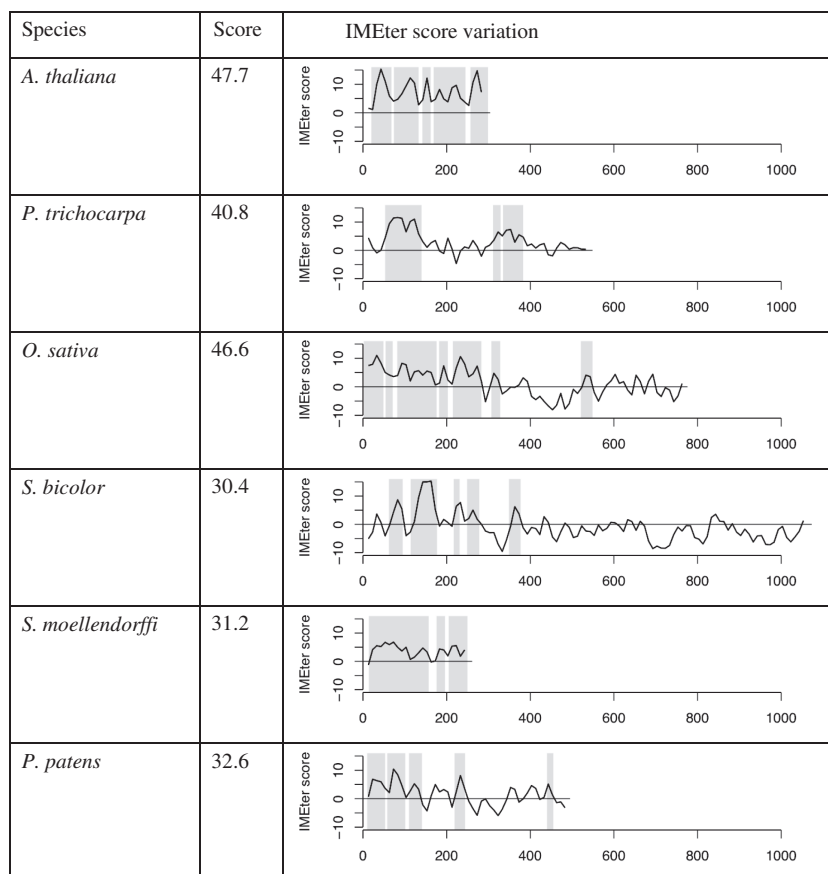 Species Score IMEter score variation
A. thaliana 47.7
IMEter score
10
0
−10
0 200 400 600 800 1000
P. trichocarpa 40.8
IMEter score
10
0
−10
0 200 400 600 800 1000
O. sativa 46.6
IMEter score
10
0
−10
0 200 400 600 800 1000
S. bicolor 30.4
IMEter score
10
0
−10
0 200 400 600 800 1000
S. moellendorffi 31.2
IMEter score
10
0
−10
0 200 400 600 800 1000
P. patens 32.6
IMEter score
10
0
−10
0 200 400 600 800 1000